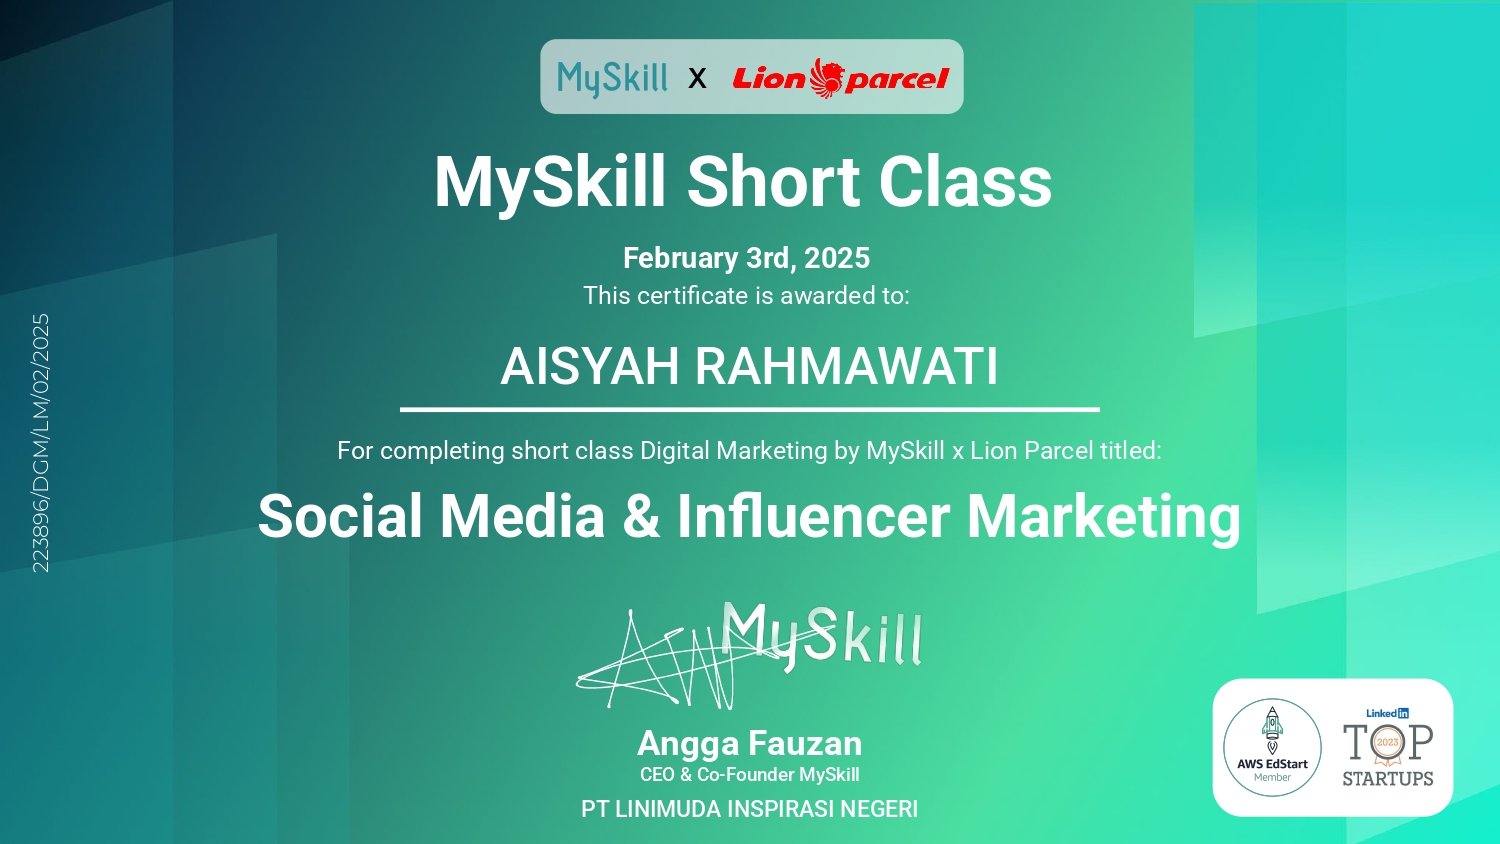 MySkill X Lion parcel
MySkill Short Class
February 3rd, 2025
This certificate is awarded to:
AISYAH RAHMAWATI
For completing short class Digital Marketing by MySkill x Lion Parcel titled:
Social Media & Influencer Marketing
223896/DGM/LM/02/2025
MySkill
Angga Fauzan
CEO & Co-Founder MySkill
PT LINIMUDA INSPIRASI NEGERI
AWS EdStart
Member
Linked in
TOP
2023
STARTUPS